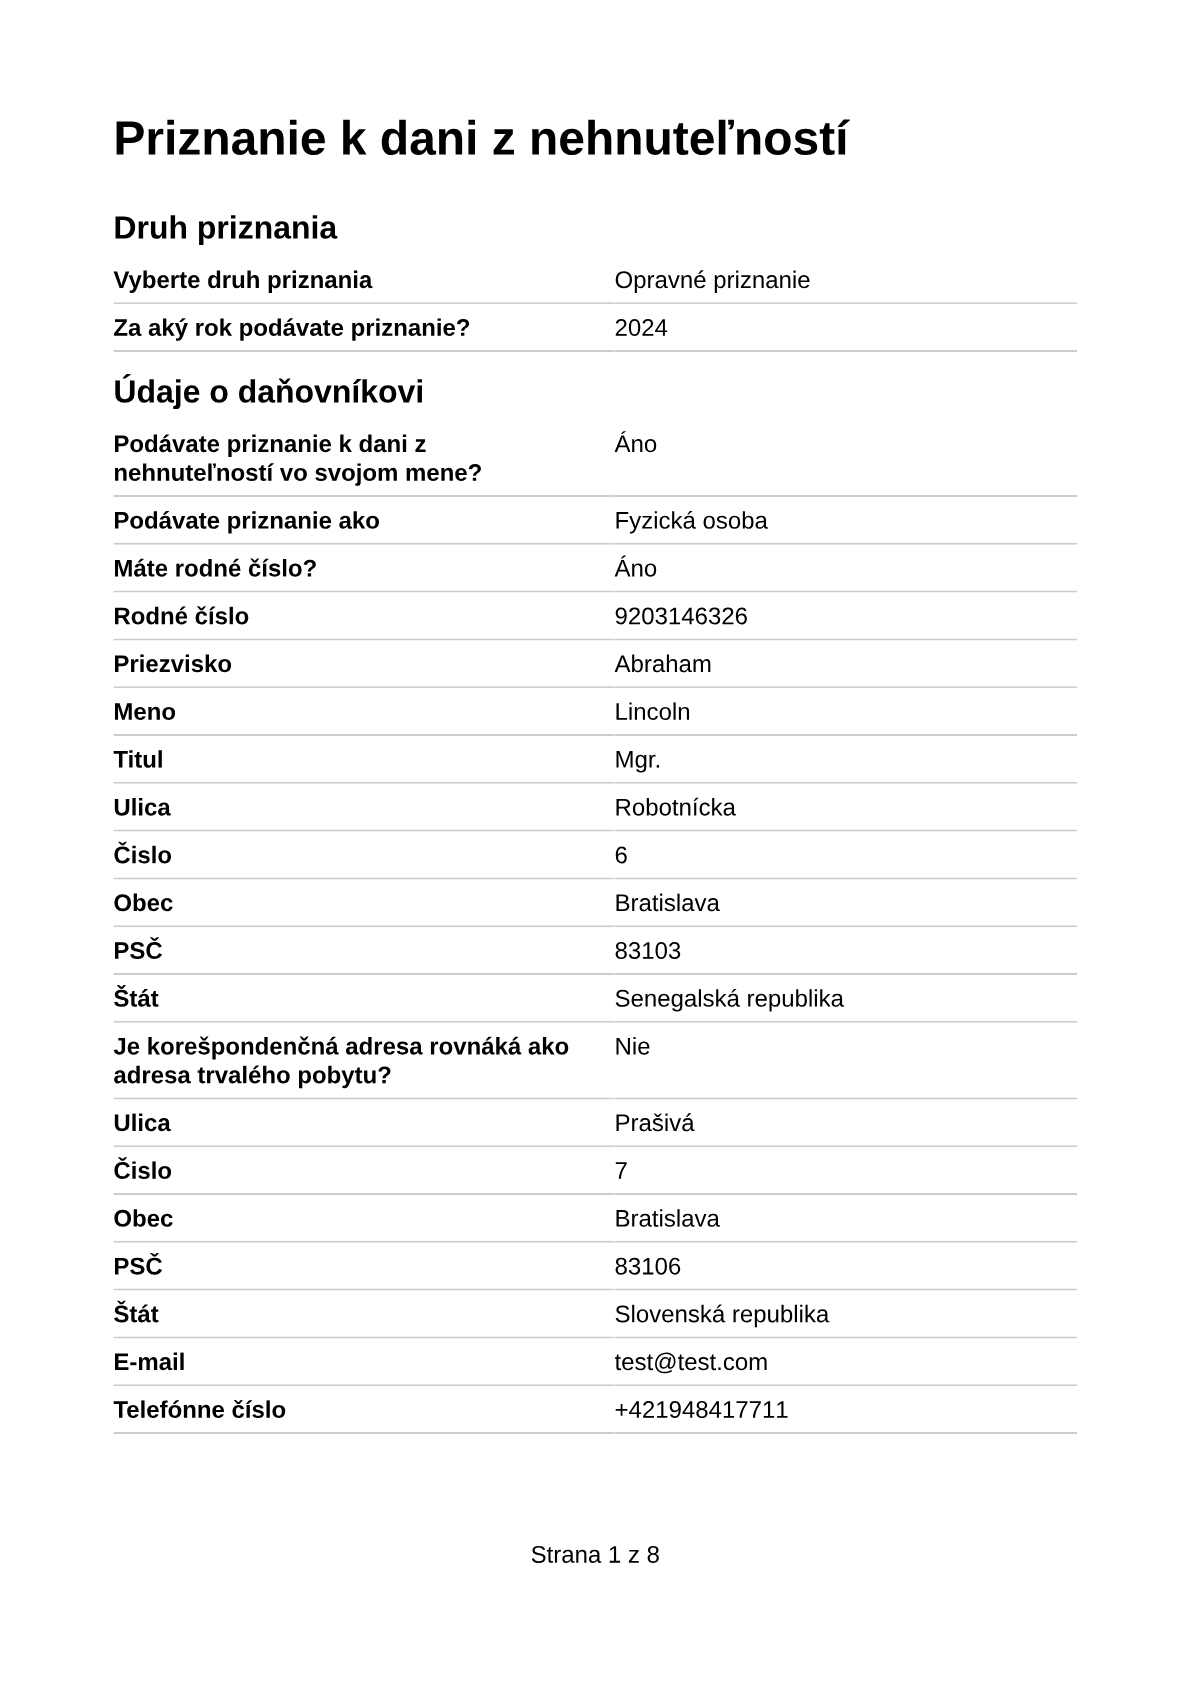 Priznanie k dani z nehnuteľností
Druh priznania
Vyberte druh priznania Opravné priznanie
Za aký rok podávate priznanie? 2024
Údaje o daňovníkovi
Podávate priznanie k dani z Áno
nehnuteľností vo svojom mene?
Podávate priznanie ako Fyzická osoba
Máte rodné číslo? Áno
Rodné číslo 9203146326
Priezvisko Abraham
Meno Lincoln
Titul Mgr.
Ulica Robotnícka
Čislo 6
Obec Bratislava
PSČ 83103
Štát Senegalská republika
Je korešpondenčná adresa rovnáká ako Nie
adresa trvalého pobytu?
Ulica Prašivá
Čislo 7
Obec Bratislava
PSČ 83106
Štát Slovenská republika
E-mail test@test.com
Telefónne číslo +421948417711
Strana 1 z 8